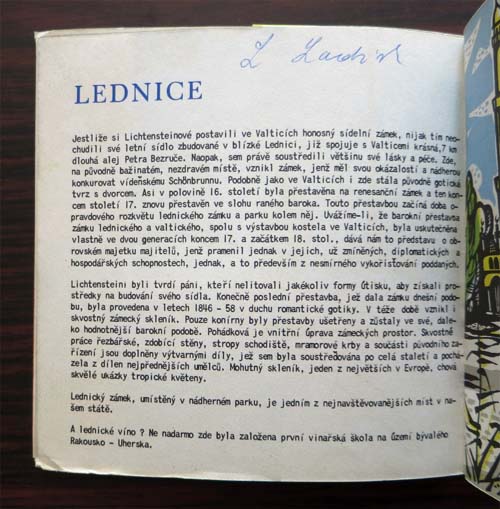 LEDNICE
Jestliže si Lichtensteinové postavili ve Valticích honosný sídelní zámek, nijak tím neo-
chudili své letní sídlo zbudované v blízké Lednici, již spojuje s Valticemi krásná,7 km
dlouhá alej Petra Bezruče. Naopak, sem právě soustředili většinu své lásky a péče. Zde,
na původně bažinatém, nezdravém místě, vznikl zámek, jenž měl svou okázalostí a nádherou
konkurovat vídeňskému Schönbrunnu. Podobně jako ve Valticích i zde stála původně gotická
tvrz s dvorcem. Asi v polovině 16. století byla přestavěna na renesanční zámek a ten kon-
cem století 17. znovu přestavěn ve slohu raného baroka. Touto přestavbou začíná doba o-
pravdového rozkvětu lednického zámku a parku kolem něj. Uvážíme-li, že barokní přestavba
zámku lednického a valtického, spolu s výstavbou kostela ve Valticích, byla uskutečněna
vlastně ve dvou generacích koncem 17. a začátkem 18. stol., dává nám to představu o ob-
rovském majetku majitelů, jenž pramenil jednak v jejich, už zmíněných, diplomatických a
hospodářských schopnostech, jednak, a to především z nesmírného vykořisťování poddaných.
Lichtensteini byli tvrdí páni, kteří nelitovali jakékoliv formy útisku, aby získali pro-
středky na budování svého sídla. Konečně poslední přestavba, jež dala zámku dnešní podo-
bu, byla provedena v letech 1846 - 58 v duchu romantické gotiky. V téže době vznikl i
skvostný zámecký skleník. Pouze konírny byly přestavby ušetřeny a zůstaly ve své, dale-
ko hodnotnější barokní podobě. Pohádková je vnitřní úprava zámeckých prostor. Skvostné
práce řezbářské, zdobící stěny, stropy schodiště, mramorové krby a součásti původního za-
řízení jsou doplněny výtvarnými díly, jež sem byla soustřeďována po celá staletí a pochá-
zela z dílen nejpřednějších umělců. Mohutný skleník, jeden z největších v Evropě, chová
skvělé ukázky tropické květeny.
Lednický zámek, umístěný v nádherném parku, je jedním z nejnavštěvovanějších míst v na-
šem státě.
A lednické víno ? Ne nadarmo zde byla založena první vinařská škola na území bývalého
Rakousko - Uherska.